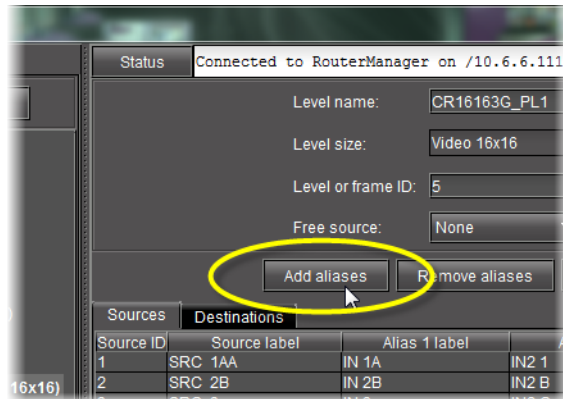 Status Connected to RouterManager on /10.6.6.111
Level name: CR16163G_PL1
Level size: Video 16x16
Level or frame ID: 5
Free source: None
Add aliases Remove aliases
Sources Destinations
Source ID Source label Alias 1 label A
1 SRC 1AA IN 1A IN2 1
2 SRC 2B IN 2B IN2 B
16x16)